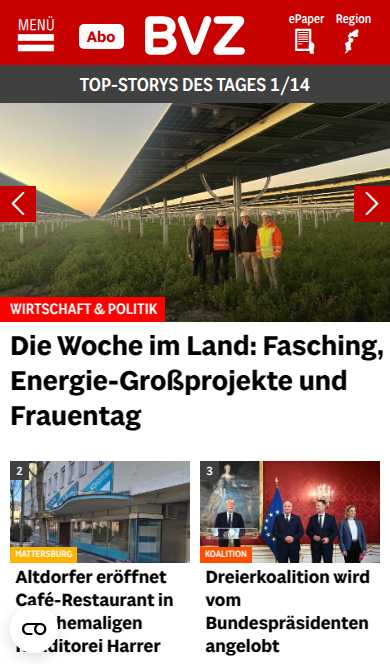 MENÜ
Abo
BVZ
ePaper Region
TOP-STORYS DES TAGES 1/14
WIRTSCHAFT & POLITIK
Die Woche im Land: Fasching,
Energie-Großprojekte und
Frauentag
2
MATTERSBURG
Altdorfer eröffnet
Café-Restaurant in
hemaligen
nditorei Harrer
3
KOALITION
Dreierkoalition wird
vom
Bundespräsidenten
angelobt